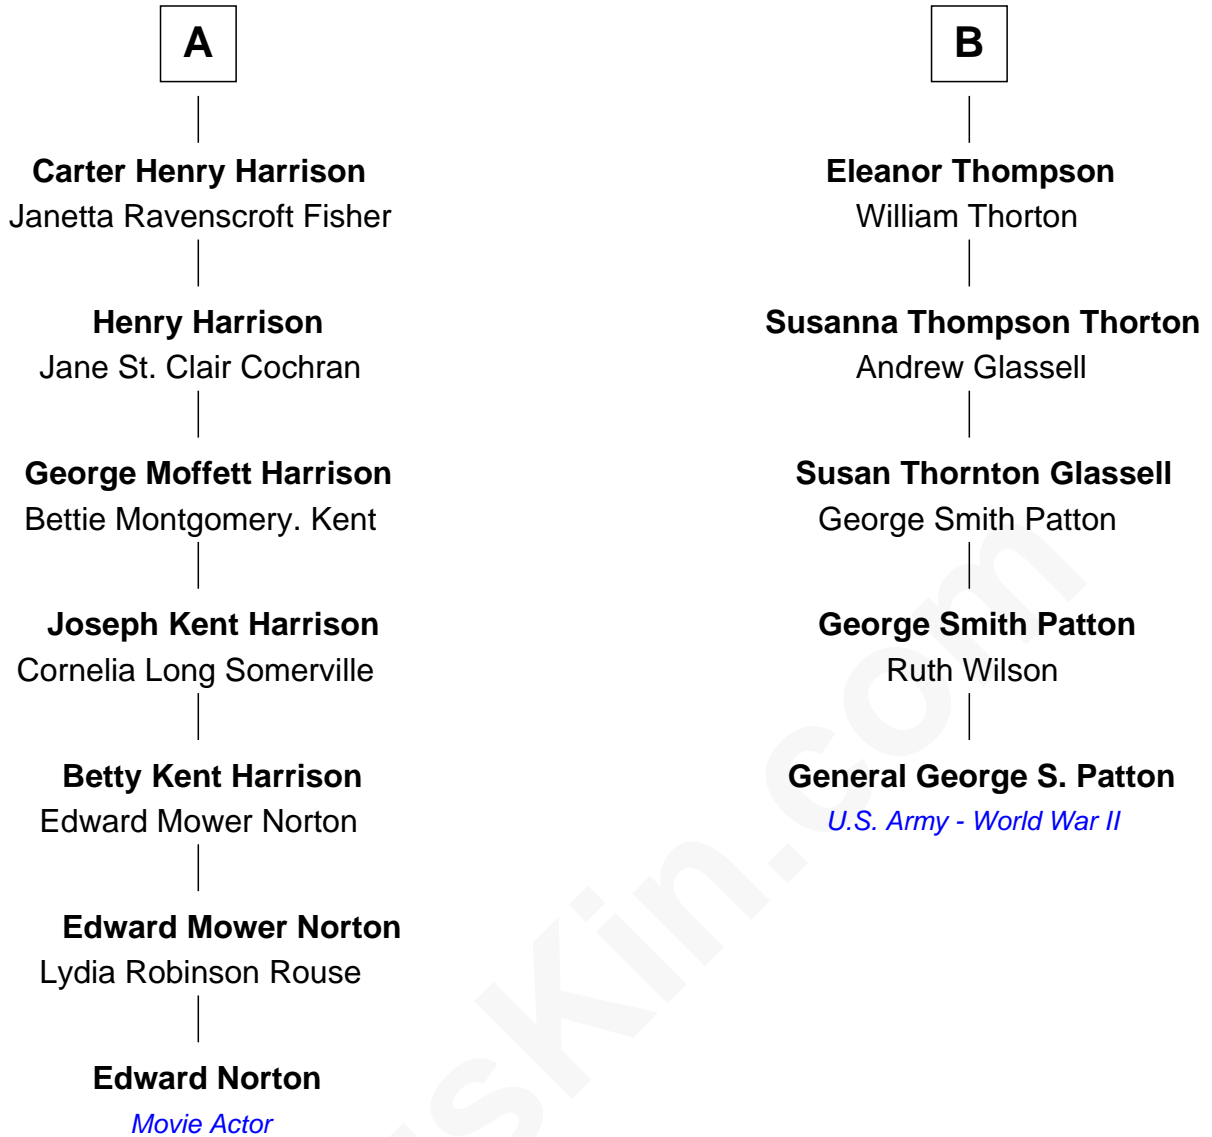 A
Carter Henry Harrison
Janetta Ravenscroft Fisher
Henry Harrison
Jane St. Clair Cochran
George Moffett Harrison
Bettie Montgomery. Kent
Joseph Kent Harrison
Cornelia Long Somerville
Betty Kent Harrison
Edward Mower Norton
Edward Mower Norton
Lydia Robinson Rouse
Edward Norton
Movie Actor
B
Eleanor Thompson
William Thorton
Susanna Thompson Thorton
Andrew Glassell
Susan Thornton Glassell
George Smith Patton
George Smith Patton
Ruth Wilson
General George S. Patton
U.S. Army - World War II
sKin.com